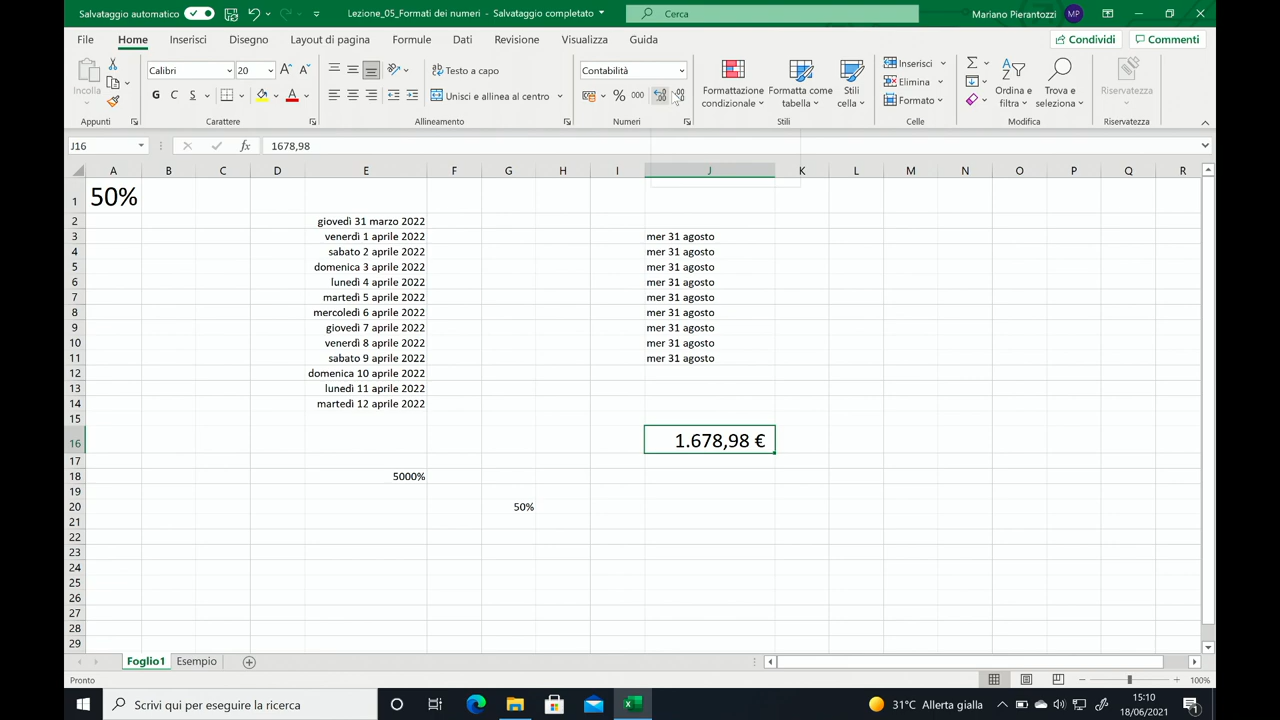 Salvataggio automatico
Lezione_05_Formati dei numeri - Salvataggio completato
Cerca
Mariano Pierantozzi MP
File Home Inserisci Disegno Layout di pagina Formule Dati Revisione Visualizza Guida Condividi Commenti
Incolla
Appunti
Calibri 20
G C S
Carattere
Testo a capo
Unisci e allinea al centro
Allineamento
Contabilità
% 000
Numeri
Formattazione condizionale
Formatta come tabella
Stili cella
Stili
Inserisci
Elimina
Formato
Celle
Ordina e filtra
Trova e seleziona
Modifica
Riservatezza
Riservatezza
J16 fx 1678,98
A B C D E F G H I J K L M N O P Q R
1 50%
2 giovedì 31 marzo 2022
3 venerdì 1 aprile 2022 mer 31 agosto
4 sabato 2 aprile 2022 mer 31 agosto
5 domenica 3 aprile 2022 mer 31 agosto
6 lunedì 4 aprile 2022 mer 31 agosto
7 martedì 5 aprile 2022 mer 31 agosto
8 mercoledì 6 aprile 2022 mer 31 agosto
9 giovedì 7 aprile 2022 mer 31 agosto
10 venerdì 8 aprile 2022 mer 31 agosto
11 sabato 9 aprile 2022 mer 31 agosto
12 domenica 10 aprile 2022
13 lunedì 11 aprile 2022
14 martedì 12 aprile 2022
15
16 1.678,98 €
17
18 5000%
19
20 50%
21
22
23
24
25
26
27
28
29
Foglio1 Esempio
Pronto 100%
Scrivi qui per eseguire la ricerca
31°C Allerta gialla
15:10
18/06/2021
1